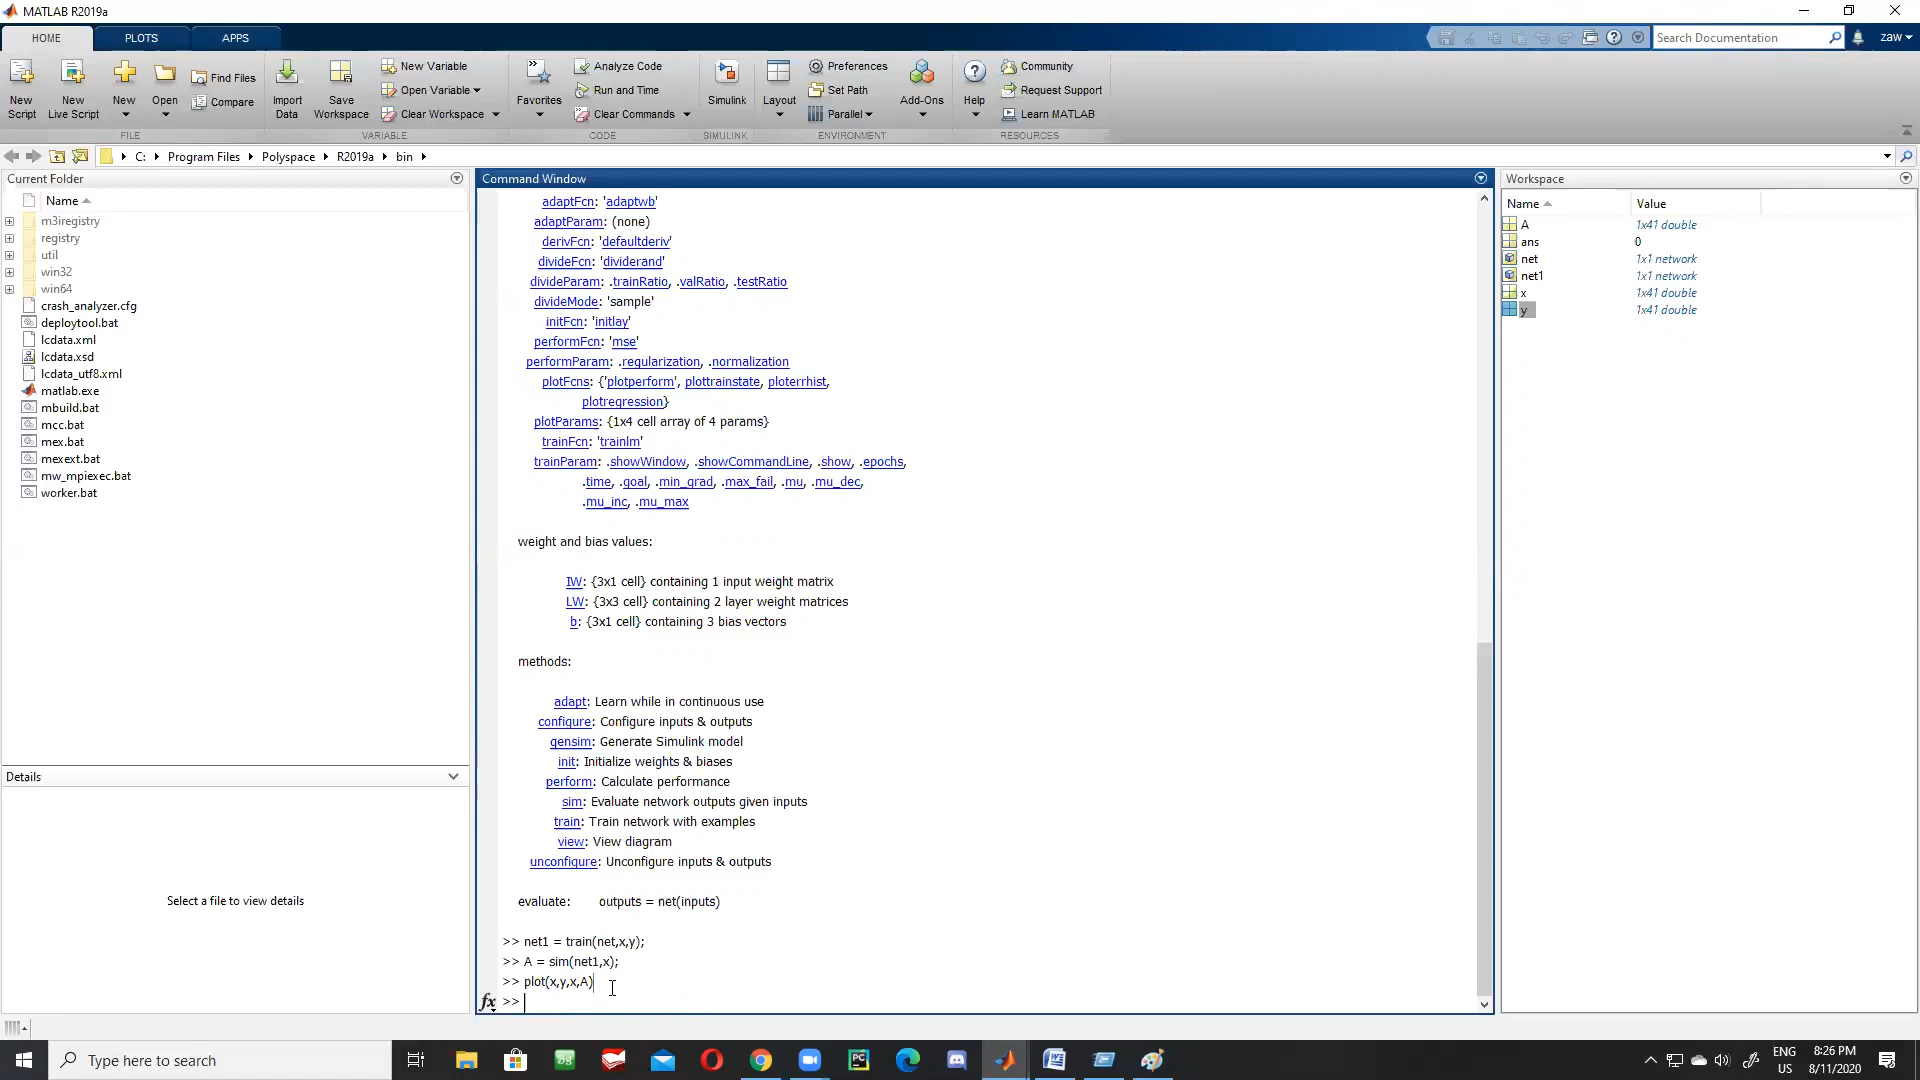 MATLAB R2019a
HOME PLOTS APPS
Search Documentation zaw
New Script
New Live Script
New
Open
Find Files
Compare
FILE
Import Data
Save Workspace
New Variable
Open Variable
Clear Workspace
VARIABLE
Favorites
Analyze Code
Run and Time
Clear Commands
CODE
Simulink
SIMULINK
Layout
Preferences
Set Path
Parallel
ENVIRONMENT
Add-Ons
Help
Community
Request Support
Learn MATLAB
RESOURCES
C: Program Files Polyspace R2019a bin
Current Folder
Name
m3iregistry
registry
util
win32
win64
crash_analyzer.cfg
deploytool.bat
lcdata.xml
lcdata.xsd
lcdata_utf8.xml
matlab.exe
mbuild.bat
mcc.bat
mex.bat
mexext.bat
mw_mpiexec.bat
worker.bat
Details
Select a file to view details
Command Window
adaptFcn: 'adaptwb'
adaptParam: (none)
derivFcn: 'defaultderiv'
divideFcn: 'dividerand'
divideParam: .trainRatio, .valRatio, .testRatio
divideMode: 'sample'
initFcn: 'initlay'
performFcn: 'mse'
performParam: .regularization, .normalization
plotFcns: {'plotperform', plottrainstate, ploterrhist,
plotregression}
plotParams: {1x4 cell array of 4 params}
trainFcn: 'trainlm'
trainParam: .showWindow, .showCommandLine, .show, .epochs,
.time, .goal, .min_grad, .max_fail, .mu, .mu_dec,
.mu_inc, .mu_max
weight and bias values:
IW: {3x1 cell} containing 1 input weight matrix
LW: {3x3 cell} containing 2 layer weight matrices
b: {3x1 cell} containing 3 bias vectors
methods:
adapt: Learn while in continuous use
configure: Configure inputs & outputs
gensim: Generate Simulink model
init: Initialize weights & biases
perform: Calculate performance
sim: Evaluate network outputs given inputs
train: Train network with examples
view: View diagram
unconfigure: Unconfigure inputs & outputs
evaluate: outputs = net(inputs)
>> net1 = train(net,x,y);
>> A = sim(net1,x);
>> plot(x,y,x,A)
fx >>
Workspace
Name Value
A 1x41 double
ans 0
net 1x1 network
net1 1x1 network
x 1x41 double
y 1x41 double
Type here to search
ENG US
8:26 PM
8/11/2020